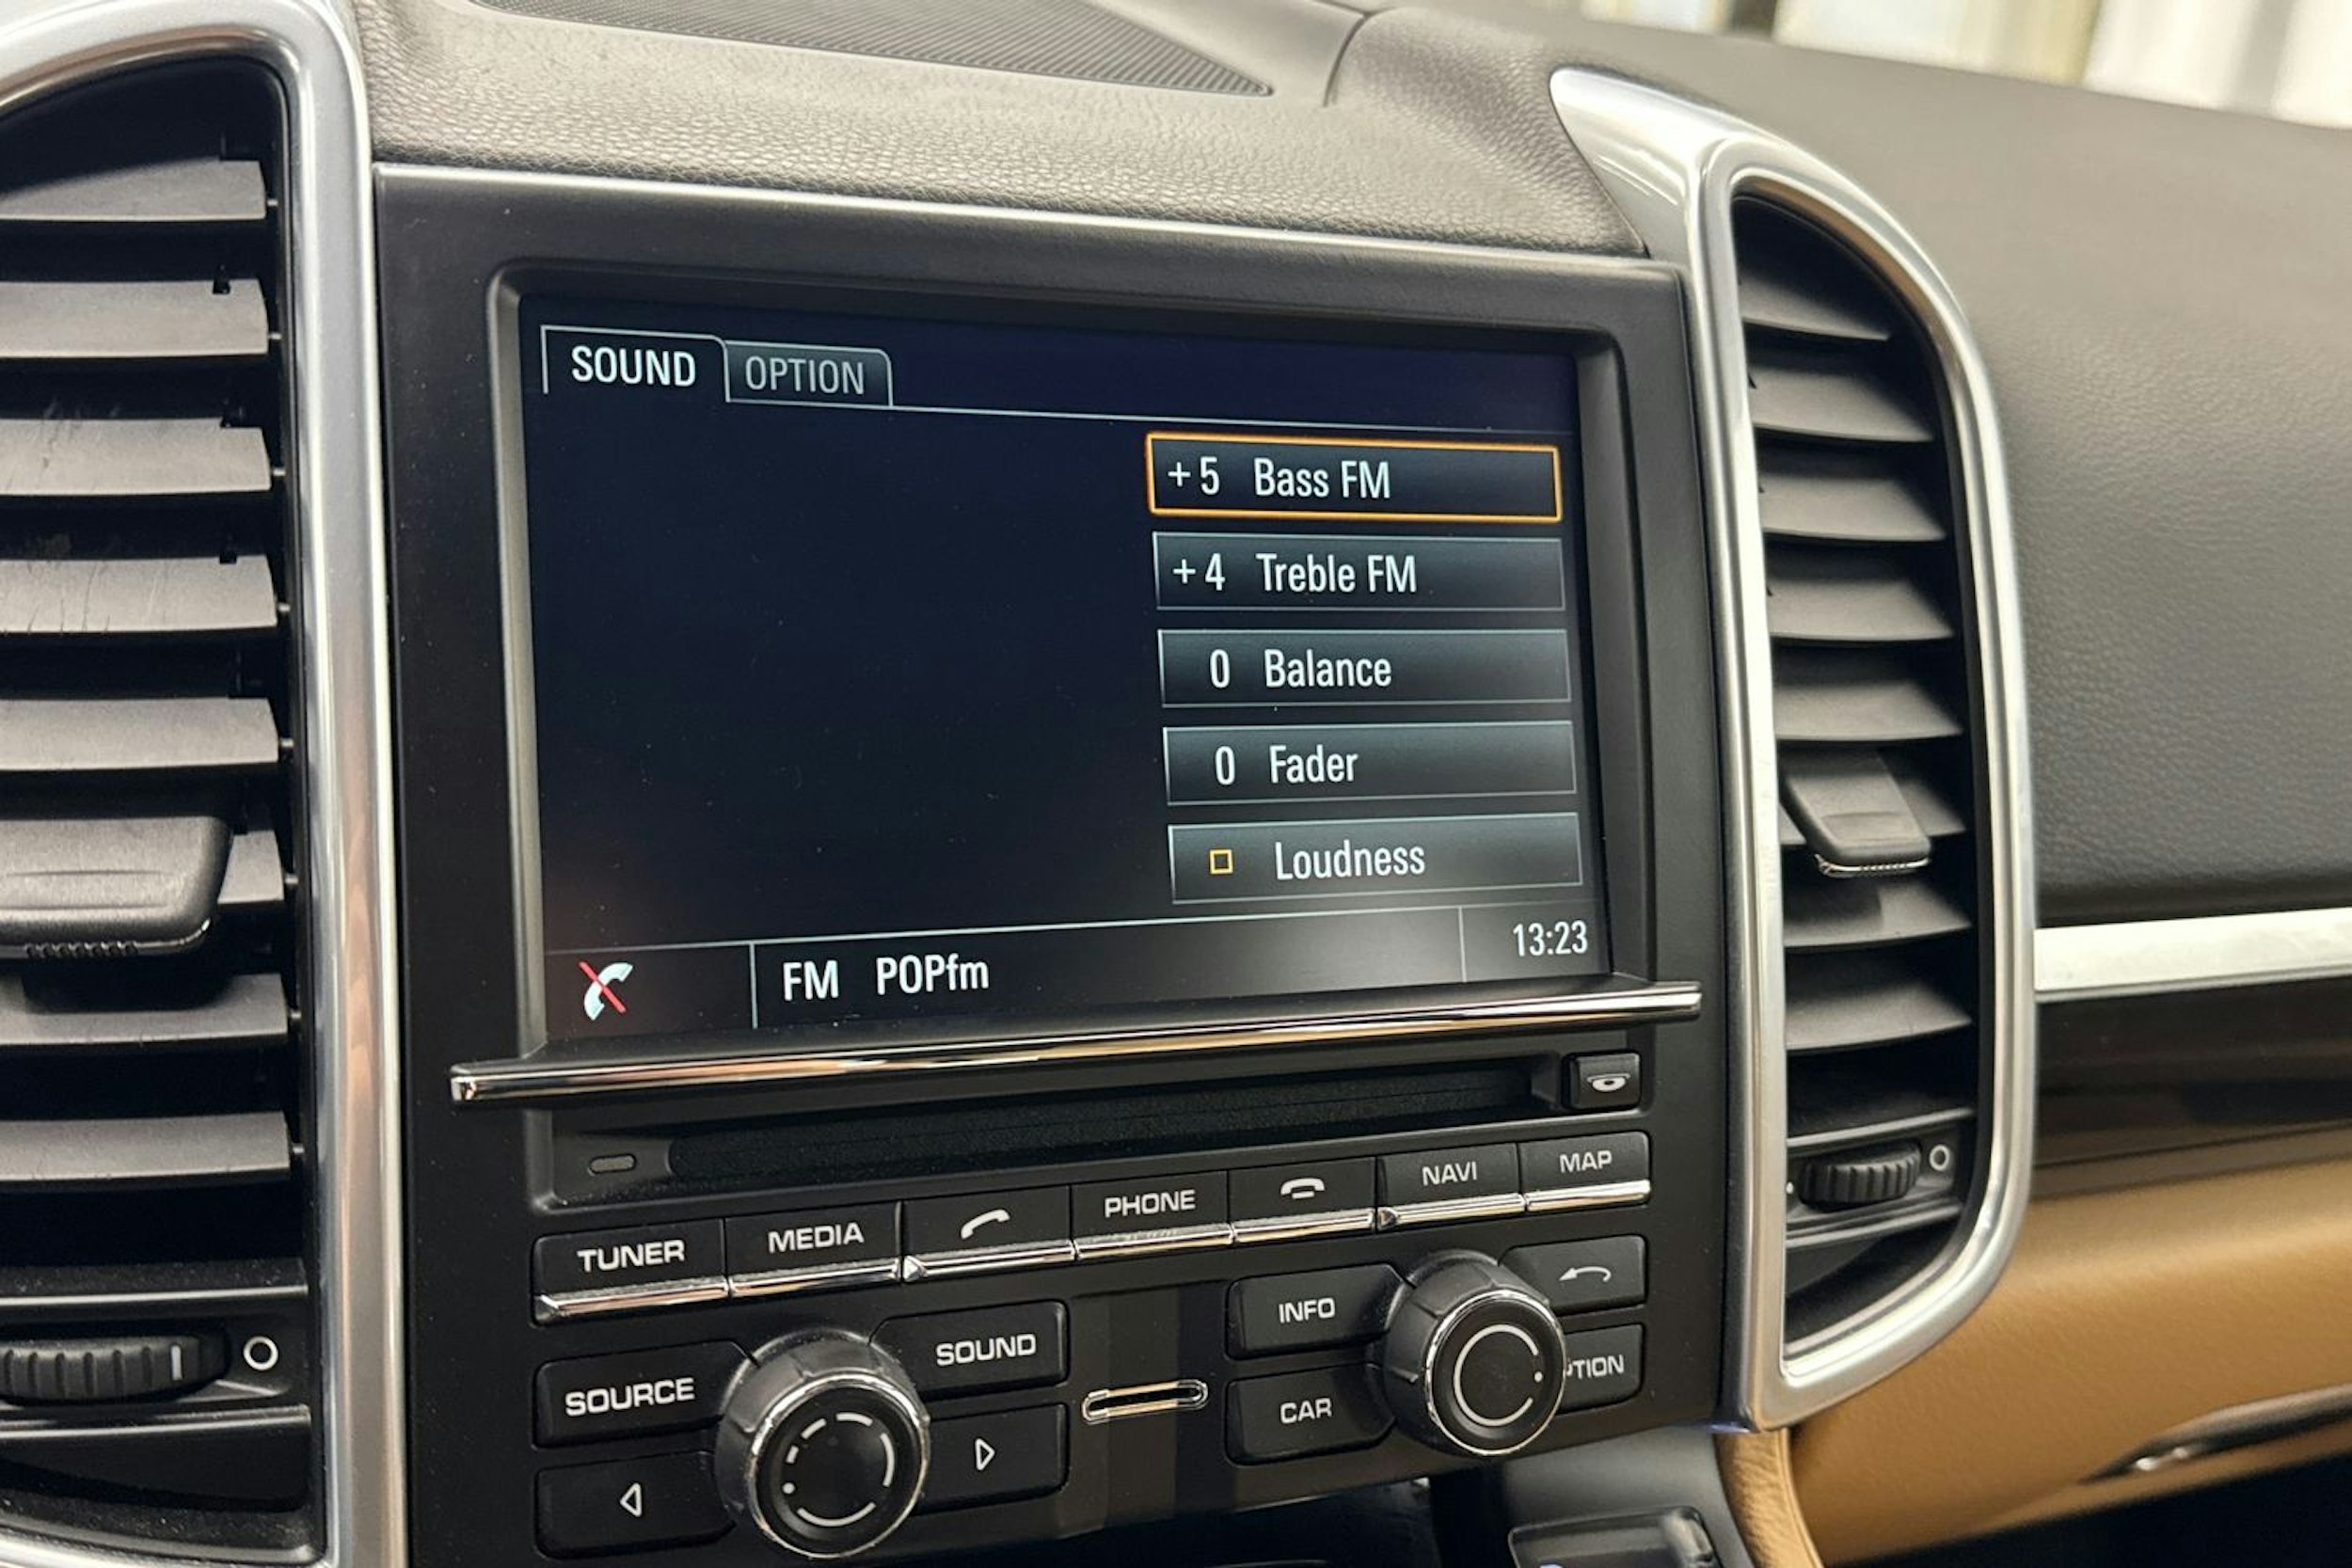 SOUND OPTION
+5 Bass FM
+4 Treble FM
0 Balance
0 Fader
Loudness
FM POPfm 13:23
TUNER MEDIA PHONE NAVI MAP
SOURCE SOUND INFO TION
CAR